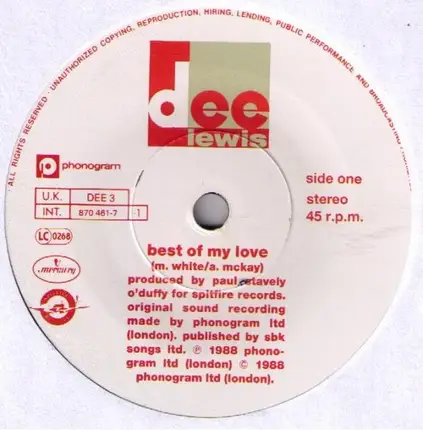 ALL RIGHTS RESERVED · UNAUTHORIZED COPYING, REPRODUCTION, HIRING, LENDING, PUBLIC PERFORMANCE AND BROADCASTING
dee
lewis
phonogram
side one
U.K. DEE 3
INT. 870 461-7 -1
stereo
45 r.p.m.
LC 0268
mercury
best of my love
(m. white/a. mckay)
produced by paul stavely
o'duffy for spitfire records.
original sound recording
made by phonogram ltd
(london). published by sbk
songs ltd. ℗ 1988 phono-
gram ltd (london) © 1988
phonogram ltd (london).